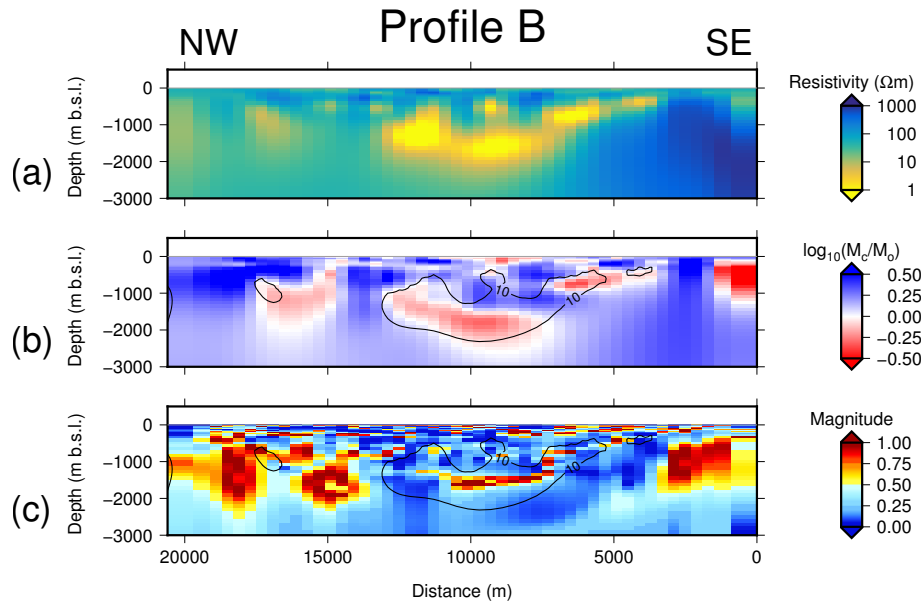 Profile B
NW
SE
(a)
Depth (m b.s.l.)
0
−1000
−2000
−3000
Resistivity (Ωm)
1000
100
10
1
(b)
Depth (m b.s.l.)
0
−1000
−2000
−3000
10
10
log10(Mc/Mo)
0.50
0.25
0.00
−0.25
−0.50
(c)
Depth (m b.s.l.)
0
−1000
−2000
−3000
10
10
Magnitude
1.00
0.75
0.50
0.25
0.00
20000 15000 10000 5000 0
Distance (m)